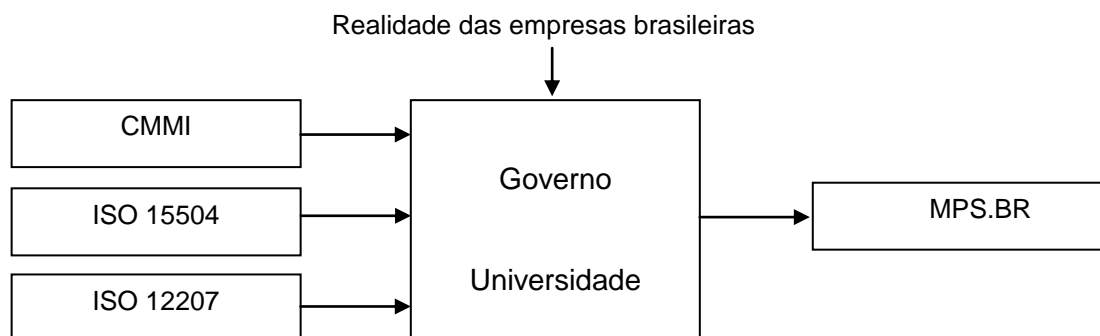 Realidade das empresas brasileiras
CMMI
ISO 15504
ISO 12207
Governo
Universidade
MPS.BR